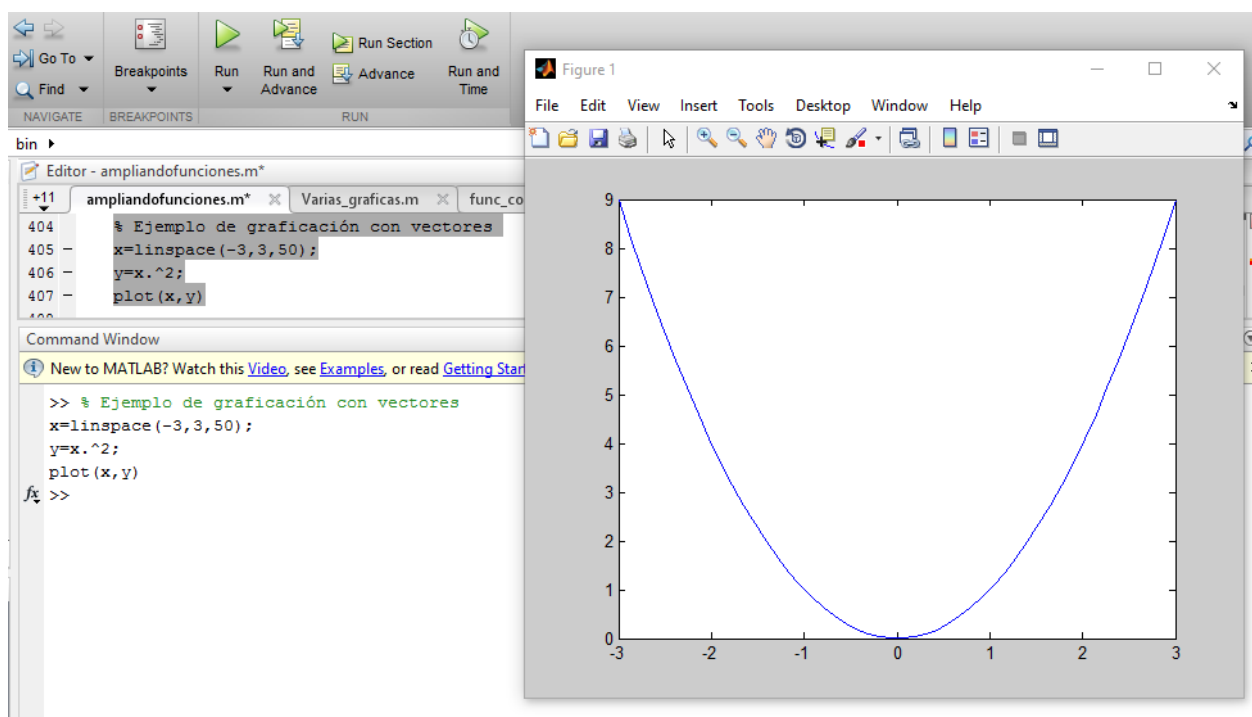 Go To
Find
NAVIGATE
Breakpoints
BREAKPOINTS
Run
Run and
Advance
Run Section
Advance
Run and
Time
RUN
bin
Editor - ampliandofunciones.m*
+11 ampliandofunciones.m* Varias_graficas.m func_co
404 % Ejemplo de graficación con vectores
405 - x=linspace(-3,3,50);
406 - y=x.^2;
407 - plot(x,y)
Command Window
New to MATLAB? Watch this Video, see Examples, or read Getting Star
>> % Ejemplo de graficación con vectores
x=linspace(-3,3,50);
y=x.^2;
plot(x,y)
fx >>
Figure 1
File Edit View Insert Tools Desktop Window Help
9
8
7
6
5
4
3
2
1
0
-3 -2 -1 0 1 2 3